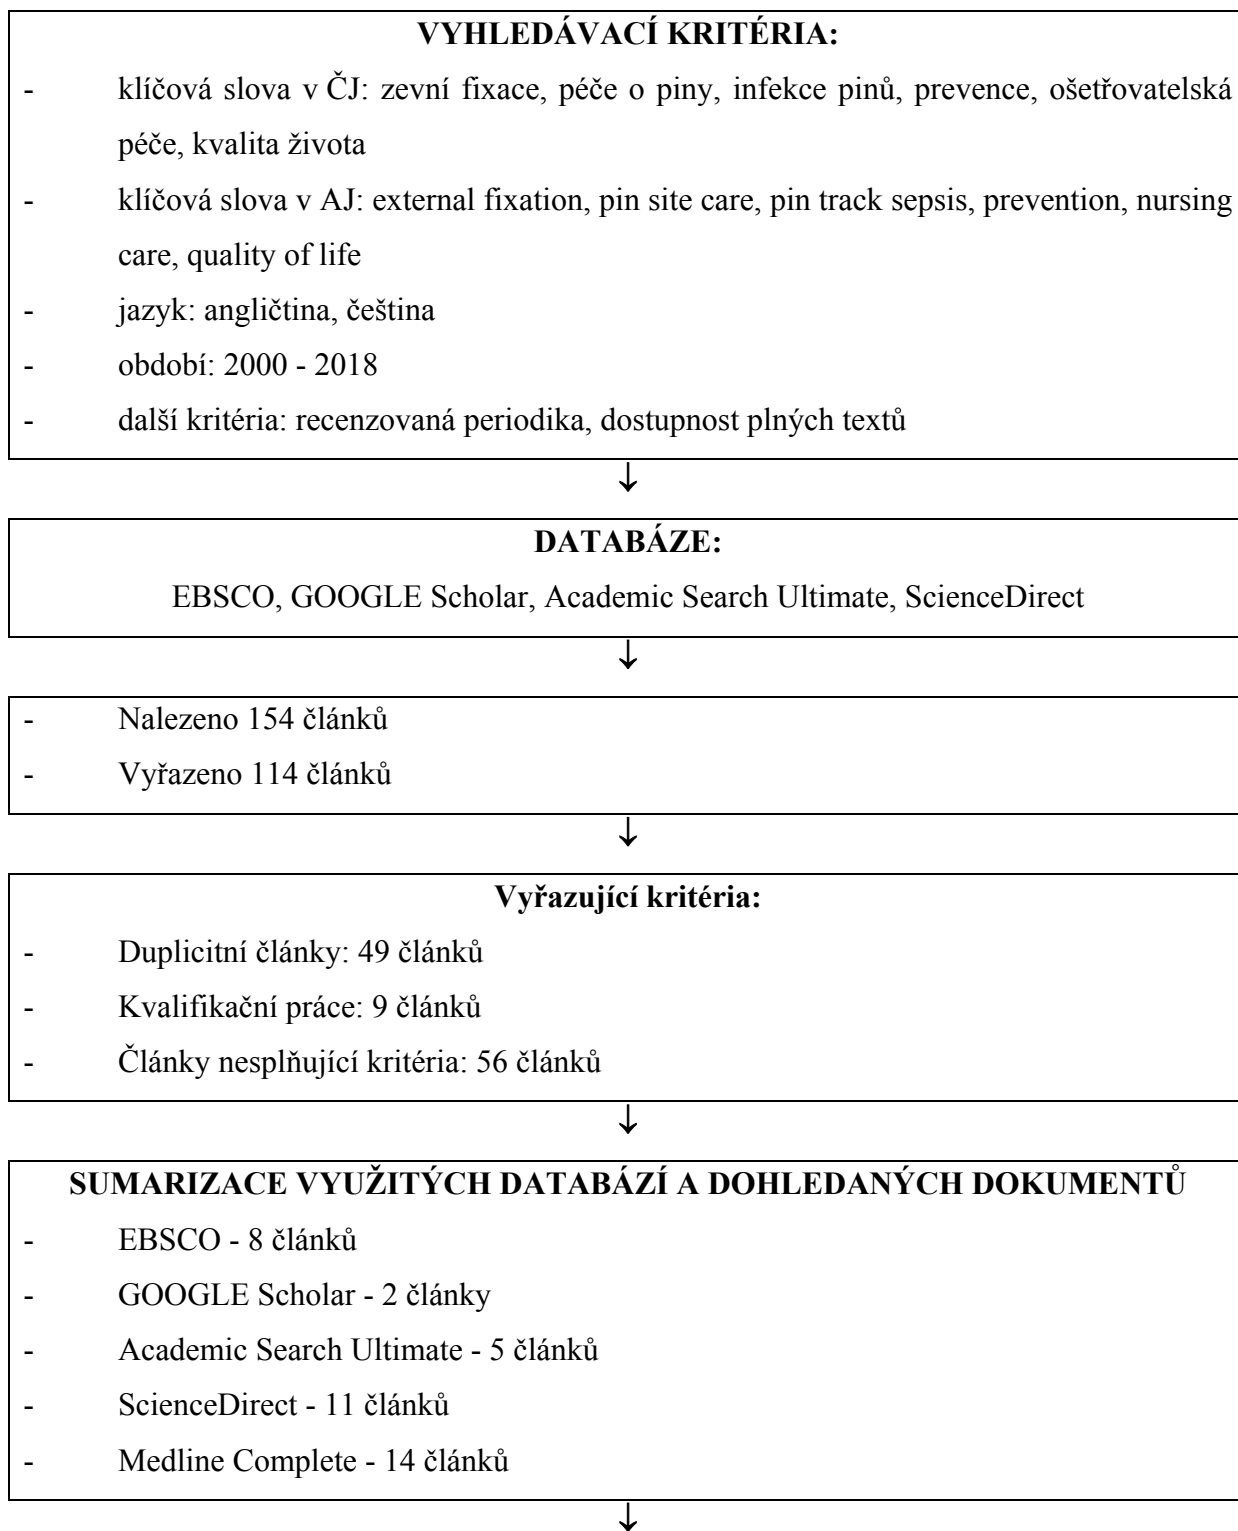 VYHLEDÁVACÍ KRITÉRIA:
- klíčová slova v ČJ: zevní fixace, péče o piny, infekce pinů, prevence, ošetřovatelská
péče, kvalita života
- klíčová slova v AJ: external fixation, pin site care, pin track sepsis, prevention, nursing
care, quality of life
- jazyk: angličtina, čeština
- období: 2000 - 2018
- další kritéria: recenzovaná periodika, dostupnost plných textů
↓
DATABÁZE:
EBSCO, GOOGLE Scholar, Academic Search Ultimate, ScienceDirect
↓
- Nalezeno 154 článků
- Vyřazeno 114 článků
↓
Vyřazující kritéria:
- Duplicitní články: 49 článků
- Kvalifikační práce: 9 článků
- Články nesplňující kritéria: 56 článků
↓
SUMARIZACE VYUŽITÝCH DATABÁZÍ A DOHLEDANÝCH DOKUMENTŮ
- EBSCO - 8 článků
- GOOGLE Scholar - 2 články
- Academic Search Ultimate - 5 článků
- ScienceDirect - 11 článků
- Medline Complete - 14 článků
↓